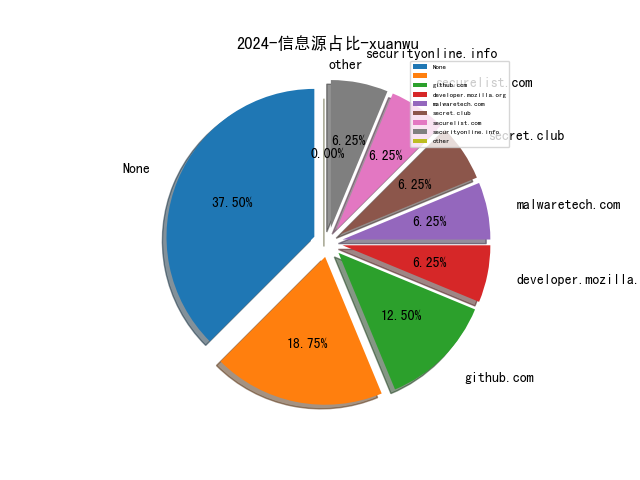 2024-信息源占比-xuanwu
securityonline.info
other
securelist.com
secret.club
malwaretech.com
developer.mozilla.
github.com
None
37.50%
18.75%
12.50%
6.25%
6.25%
6.25%
6.25%
6.25%
0.00%
None
github.com
developer.mozilla.org
malwaretech.com
secret.club
securelist.com
securityonline.info
other